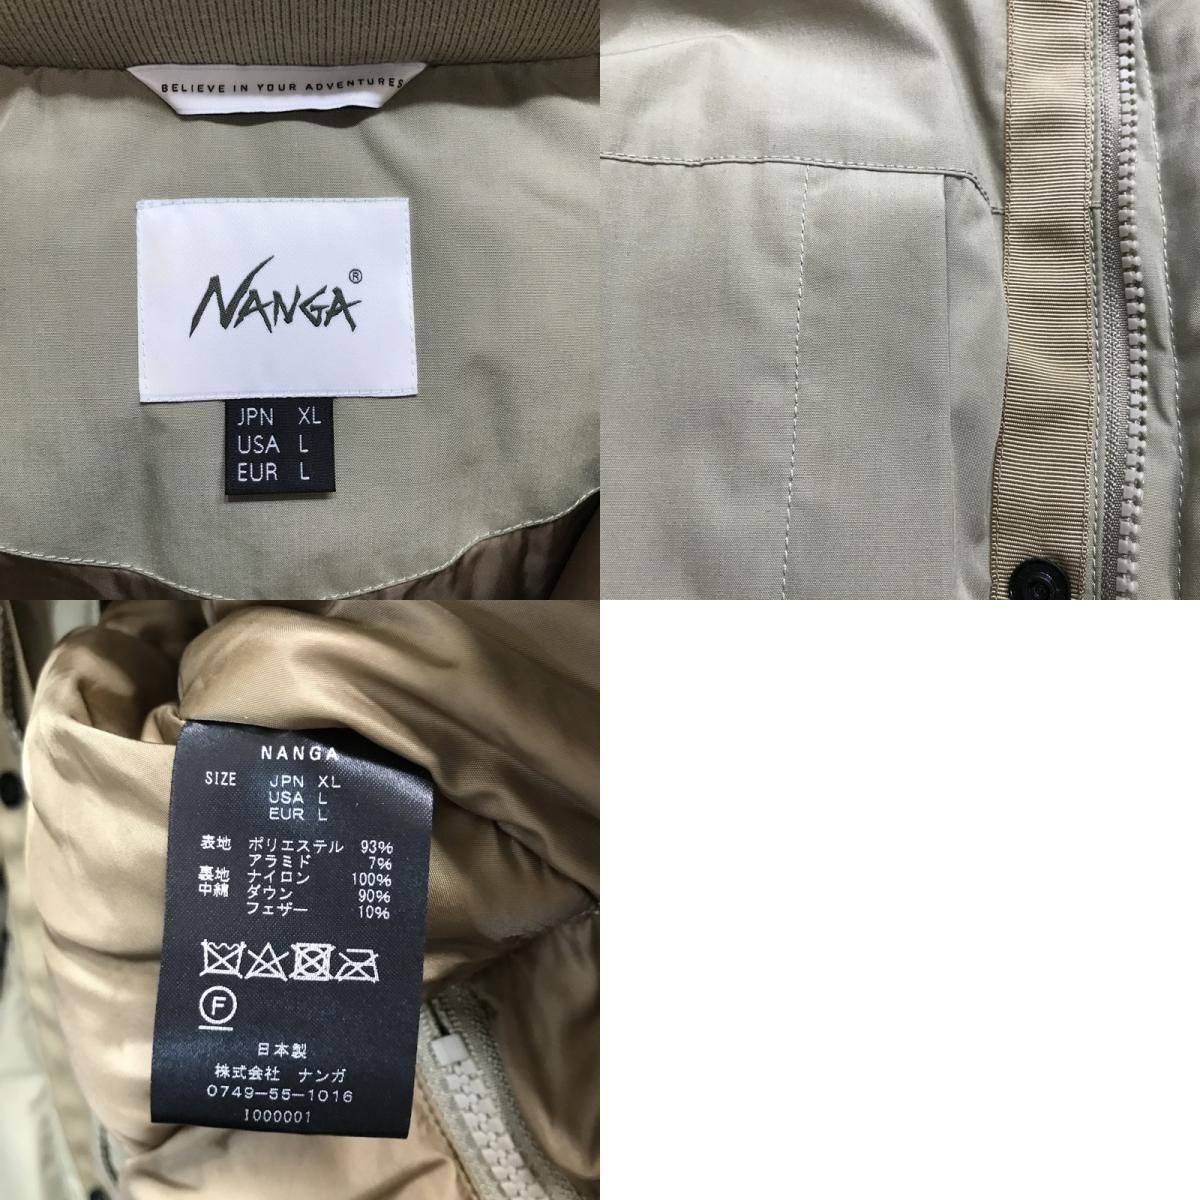 BELIEVE IN YOUR ADVENTURES
NANGA®
JPN XL
USA L
EUR L
NANGA
SIZE JPN XL
USA L
EUR L
表地 ポリエステル 93%
アラミド 7%
裏地 ナイロン 100%
中綿 ダウン 90%
フェザー 10%
F
日本製
株式会社 ナンガ
0749-55-1016
I000001